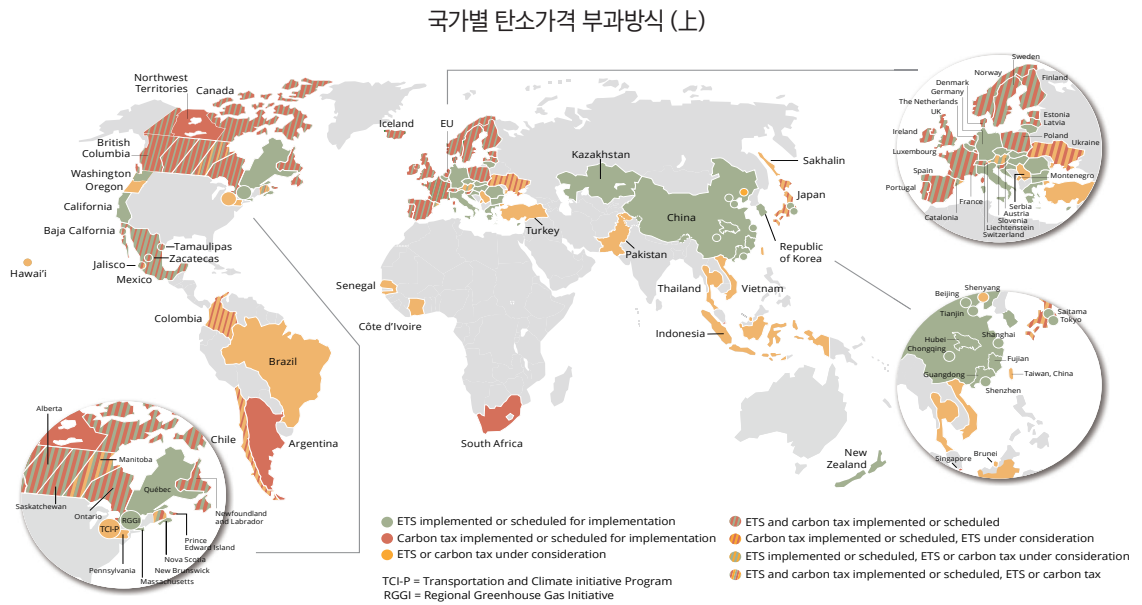 국가별 탄소가격 부과방식 (上)
Northwest
Territories
Canada
British
Columbia
Washington
Oregon
California
Baja Calfornia
Tamaulipas
Zacatecas
Jalisco
Mexico
Hawai'i
Colombia
Brazil
Chile
Argentina
Iceland
EU
Kazakhstan
China
Sakhalin
Japan
Republic
of Korea
Turkey
Pakistan
Thailand
Vietnam
Indonesia
Senegal
Côte d'Ivoire
South Africa
New
Zealand
Sweden
Norway
Finland
Denmark
Germany
The Netherlands
UK
Estonia
Latvia
Ireland
Poland
Ukraine
Luxembourg
Spain
Montenegro
Portugal
France
Serbia
Catalonia
Austria
Slovenia
Liechtenstein
Switzerland
Shenyang
Beijing
Tianjin
Saitama
Tokyo
Shanghai
Hubei
Chongqing
Fujian
Guangdong
Taiwan, China
Shenzhen
Brunei
Singapore
Alberta
Manitoba
Québec
Saskatchewan
Ontario
RGGI
TCI-P
Newfoundland
and Labrador
Prince
Edward Island
Nova Scoba
New Brunswick
Pennsylvania
Massachusetts
ETS implemented or scheduled for implementation
Carbon tax implemented or scheduled for implementation
ETS or carbon tax under consideration
TCI-P = Transportation and Climate initiative Program
RGGI = Regional Greenhouse Gas Initiative
ETS and carbon tax implemented or scheduled
Carbon tax implemented or scheduled, ETS under consideration
ETS implemented or scheduled, ETS or carbon tax under consideration
ETS and carbon tax implemented or scheduled, ETS or carbon tax